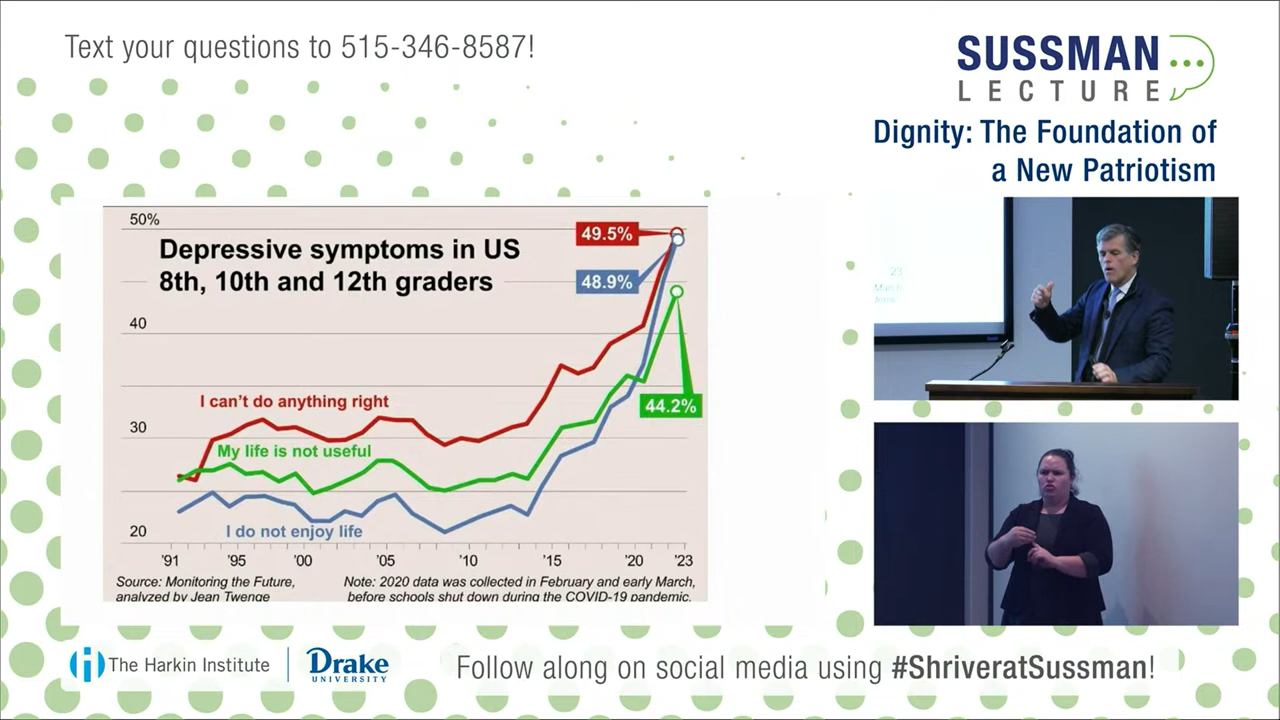 Text your questions to 515-346-8587!
SUSSMAN
LECTURE
Dignity: The Foundation of
a New Patriotism
50%
Depressive symptoms in US
8th, 10th and 12th graders
49.5%
48.9%
40
I can't do anything right
44.2%
30
My life is not useful
I do not enjoy life
20
'91 '95 '00 '05 '10 '15 '20 '23
Source: Monitoring the Future,
analyzed by Jean Twenge
Note: 2020 data was collected in February and early March,
before schools shut down during the COVID-19 pandemic.
23
The Harkin Institute
Drake
UNIVERSITY
Follow along on social media using #ShriveratSussman!